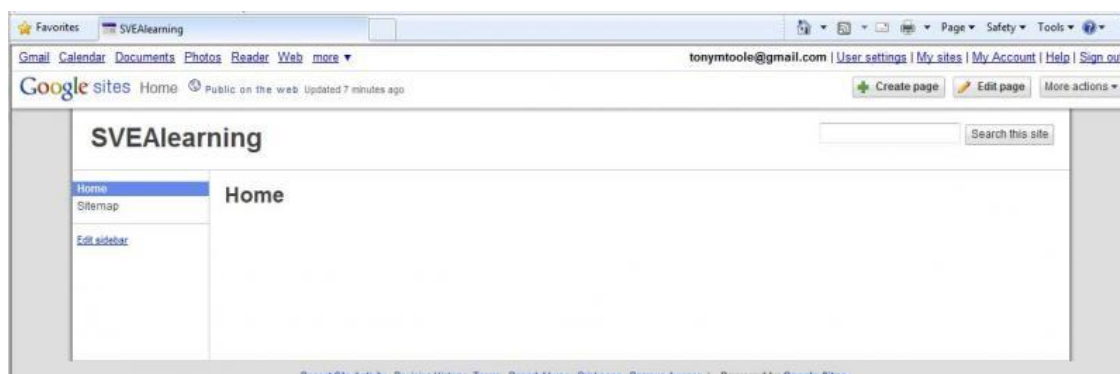 Favorites SVEAlearning Page Safety Tools
Gmail Calendar Documents Photos Reader Web more tonymtoole@gmail.com | User settings | My sites | My Account | Help | Sign out
Google sites Home Public on the web Updated 7 minutes ago Create page Edit page More actions
SVEAlearning Search this site
Home
Sitemap
Edit sidebar
Home